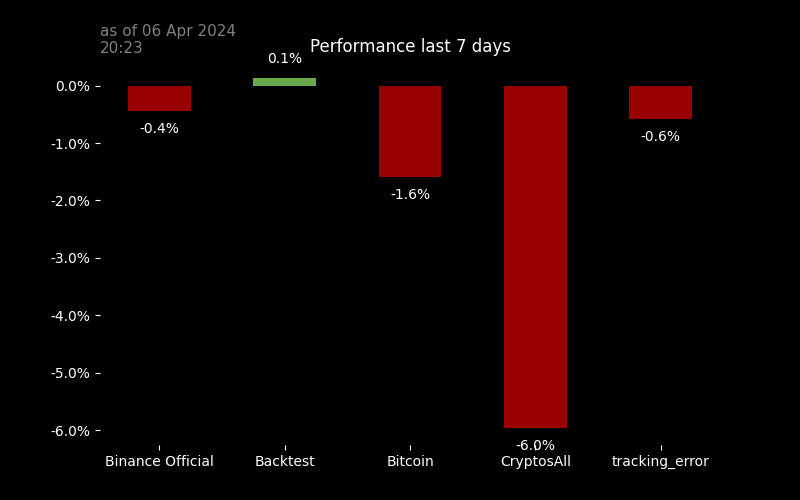 as of 06 Apr 2024
20:23
Performance last 7 days
0.1%
0.0%
-0.4%
-0.6%
-1.0%
-1.6%
-2.0%
-3.0%
-4.0%
-5.0%
-6.0%
-6.0%
Binance Official
Backtest
Bitcoin
CryptosAll
tracking_error